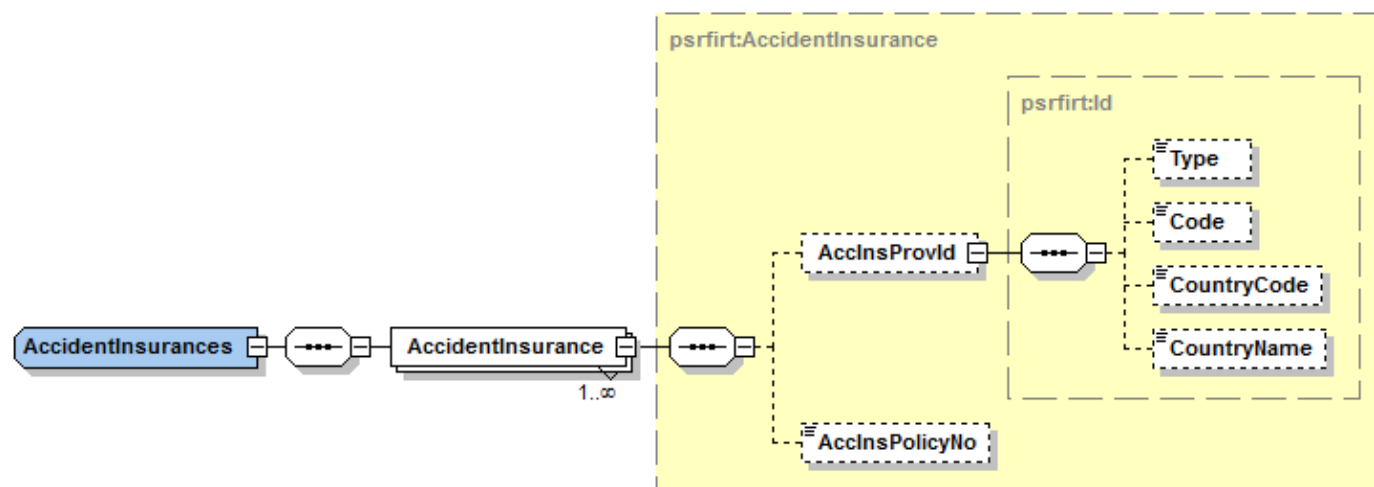 psrfirt:AccidentInsurance
psrfirt:Id
Type
Code
AccInsProvId
CountryCode
AccidentInsurances
AccidentInsurance
CountryName
1..∞
AccInsPolicyNo